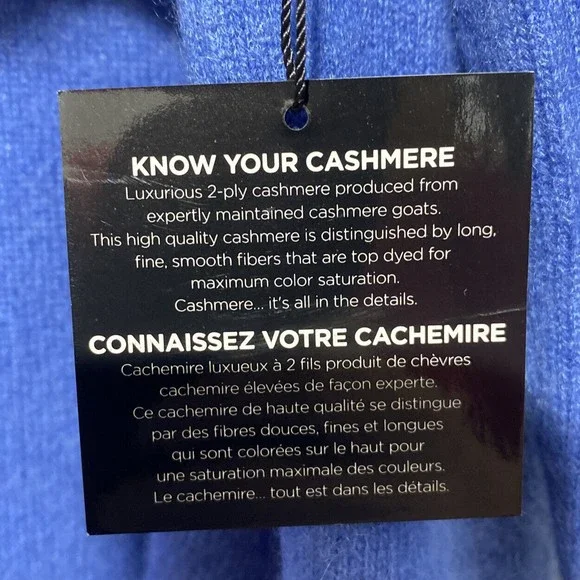 KNOW YOUR CASHMERE
Luxurious 2-ply cashmere produced from
expertly maintained cashmere goats.
This high quality cashmere is distinguished by long,
fine, smooth fibers that are top dyed for
maximum color saturation.
Cashmere... it's all in the details.
CONNAISSEZ VOTRE CACHEMIRE
Cachemire luxueux à 2 fils produit de chèvres
cachemire élevées de façon experte.
Ce cachemire de haute qualité se distingue
par des fibres douces, fines et longues
qui sont colorées sur le haut pour
une saturation maximale des couleurs.
Le cachemire... tout est dans les détails.